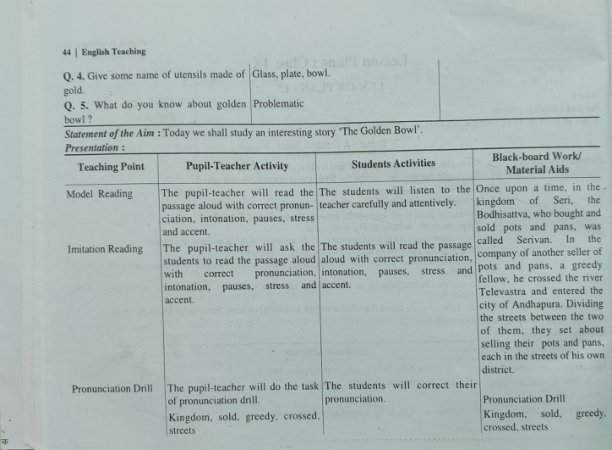 44 | English Teaching
Q. 4. Give some name of utensils made of gold.
Glass, plate, bowl.
Q. 5. What do you know about golden bowl ?
Problematic
Statement of the Aim : Today we shall study an interesting story 'The Golden Bowl'.
Presentation :
Teaching Point
Pupil-Teacher Activity
Students Activities
Black-board Work/
Material Aids
Model Reading
The pupil-teacher will read the
passage aloud with correct pronun-
ciation, intonation, pauses, stress
and accent.
The students will listen to the
teacher carefully and attentively.
Once upon a time, in the
kingdom of Seri, the
Bodhisattva, who bought and
sold pots and pans, was
called Serivan. In the
company of another seller of
pots and pans, a greedy
fellow, he crossed the river
Televastra and entered the
city of Andhapura. Dividing
the streets between the two
of them, they set about
selling their pots and pans,
each in the streets of his own
district.
Imitation Reading
The pupil-teacher will ask the
students to read the passage aloud
with correct pronunciation,
intonation, pauses, stress and
accent.
The students will read the passage
aloud with correct pronunciation,
intonation, pauses, stress and
accent.
Pronunciation Drill
The pupil-teacher will do the task
of pronunciation drill.
Kingdom, sold, greedy, crossed,
streets
The students will correct their
pronunciation.
Pronunciation Drill
Kingdom, sold, greedy,
crossed, streets
क